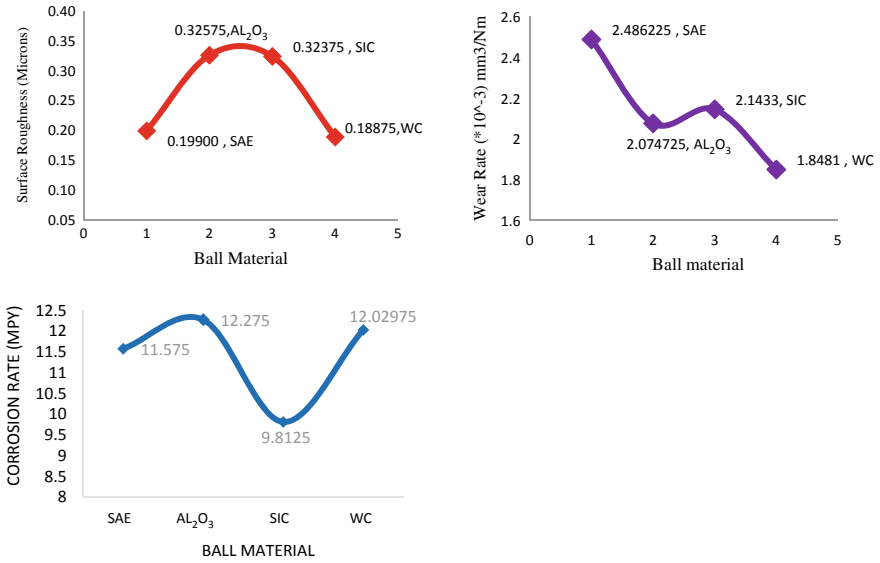 Surface Roughness (Microns)
0.40
0.35
0.30
0.25
0.20
0.15
0.10
0.05
0.32575,AL₂O₃
0.32375 , SIC
0.19900 , SAE
0.18875,WC
0 1 2 3 4 5
Ball Material
Wear Rate (*10^-3) mm3/Nm
2.6
2.4
2.2
2
1.8
1.6
2.486225 , SAE
2.1433, SIC
2.074725, AL₂O₃
1.8481 , WC
0 1 2 3 4 5
Ball material
CORROSION RATE (MPY)
12.5
12
11.5
11
10.5
10
9.5
9
8.5
8
12.275
12.02975
11.575
9.8125
SAE AL₂O₃ SIC WC
BALL MATERIAL